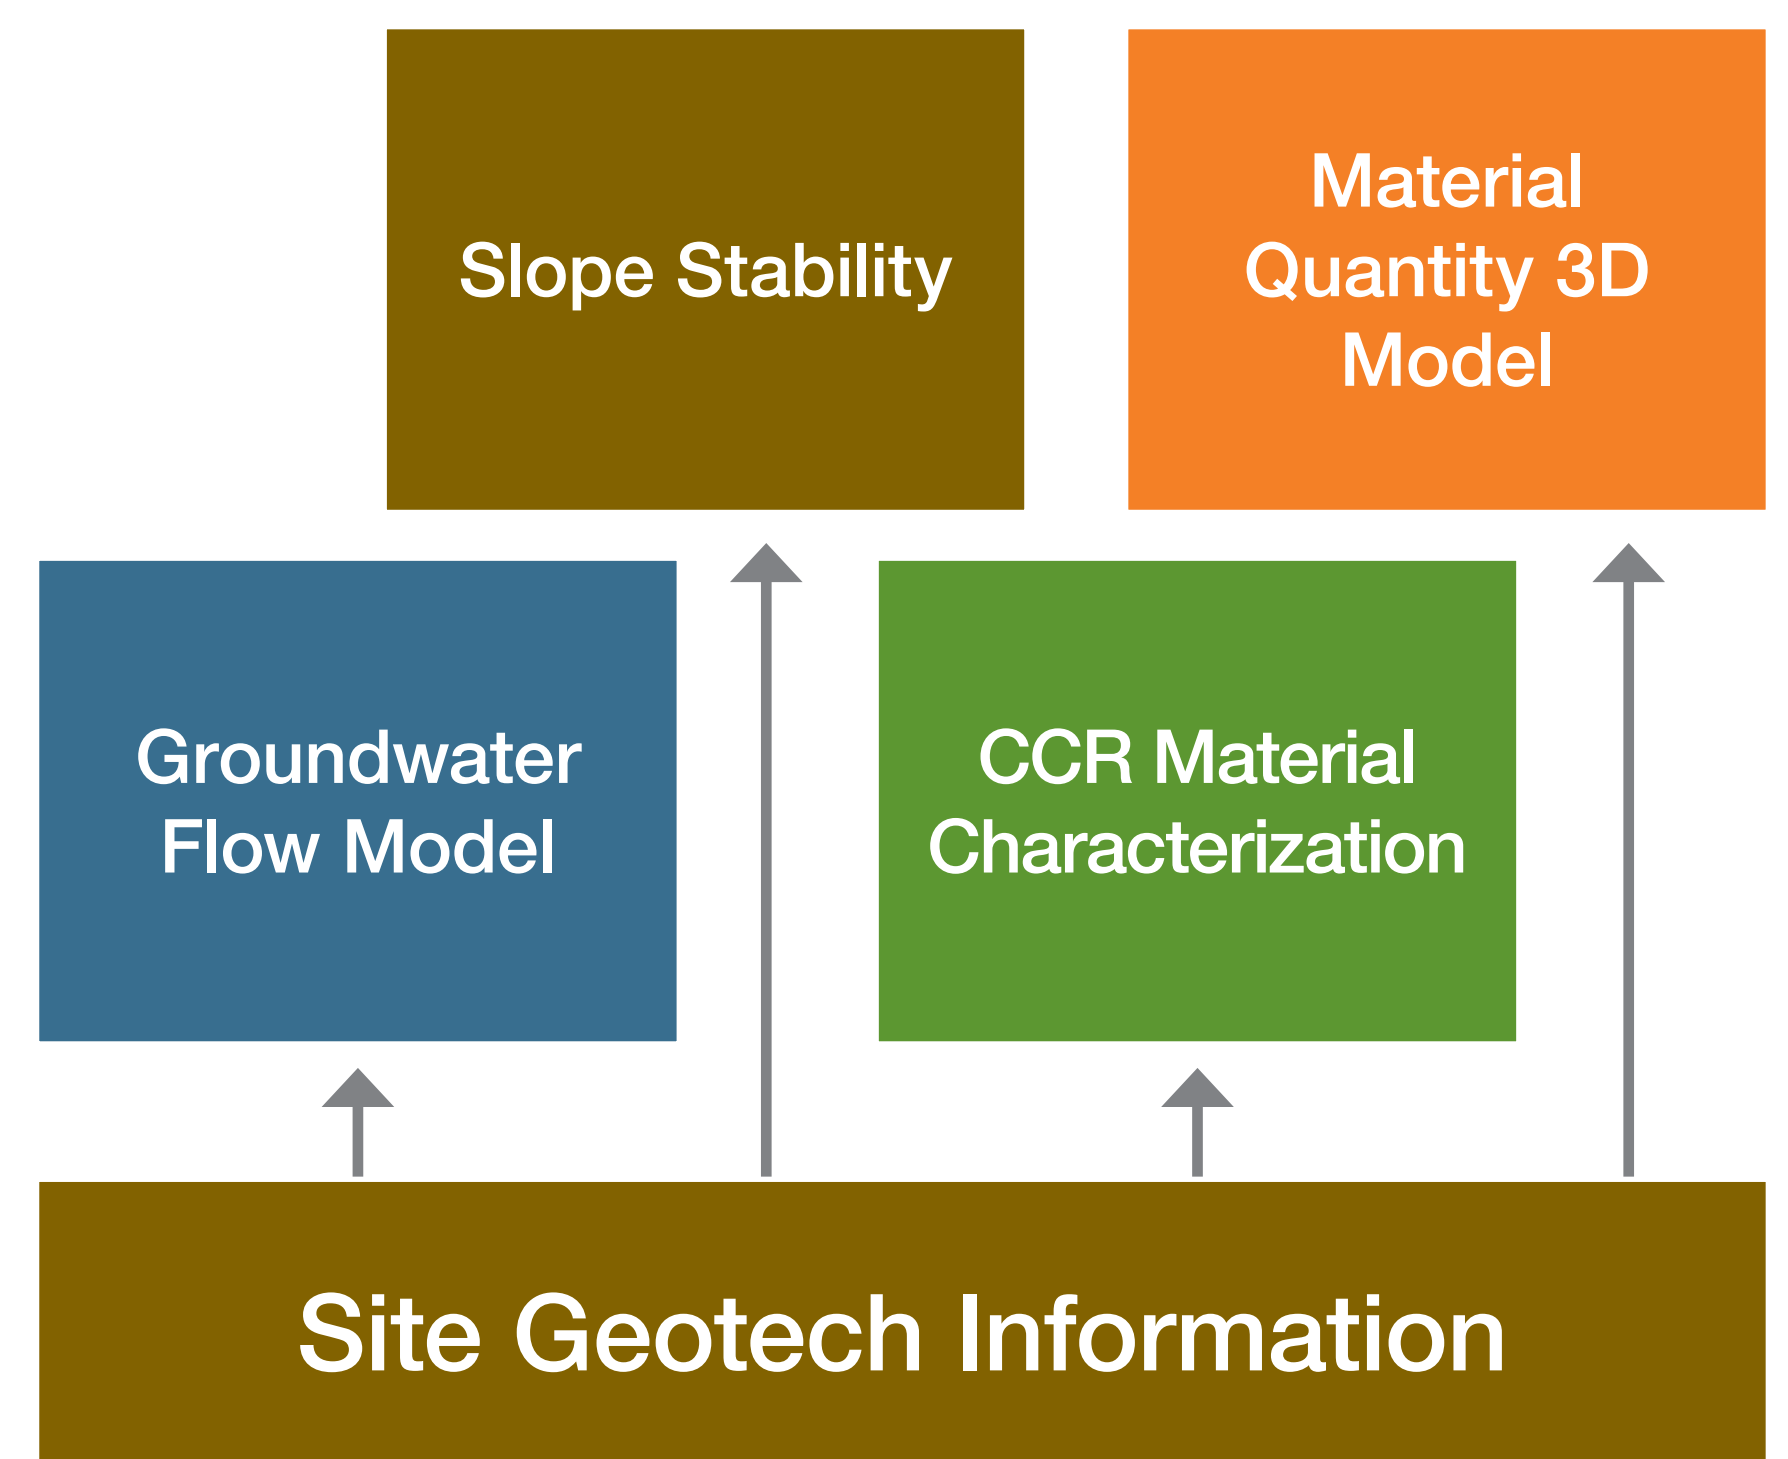 Slope Stability
Material
Quantity 3D
Model
Groundwater
Flow Model
CCR Material
Characterization
Site Geotech Information